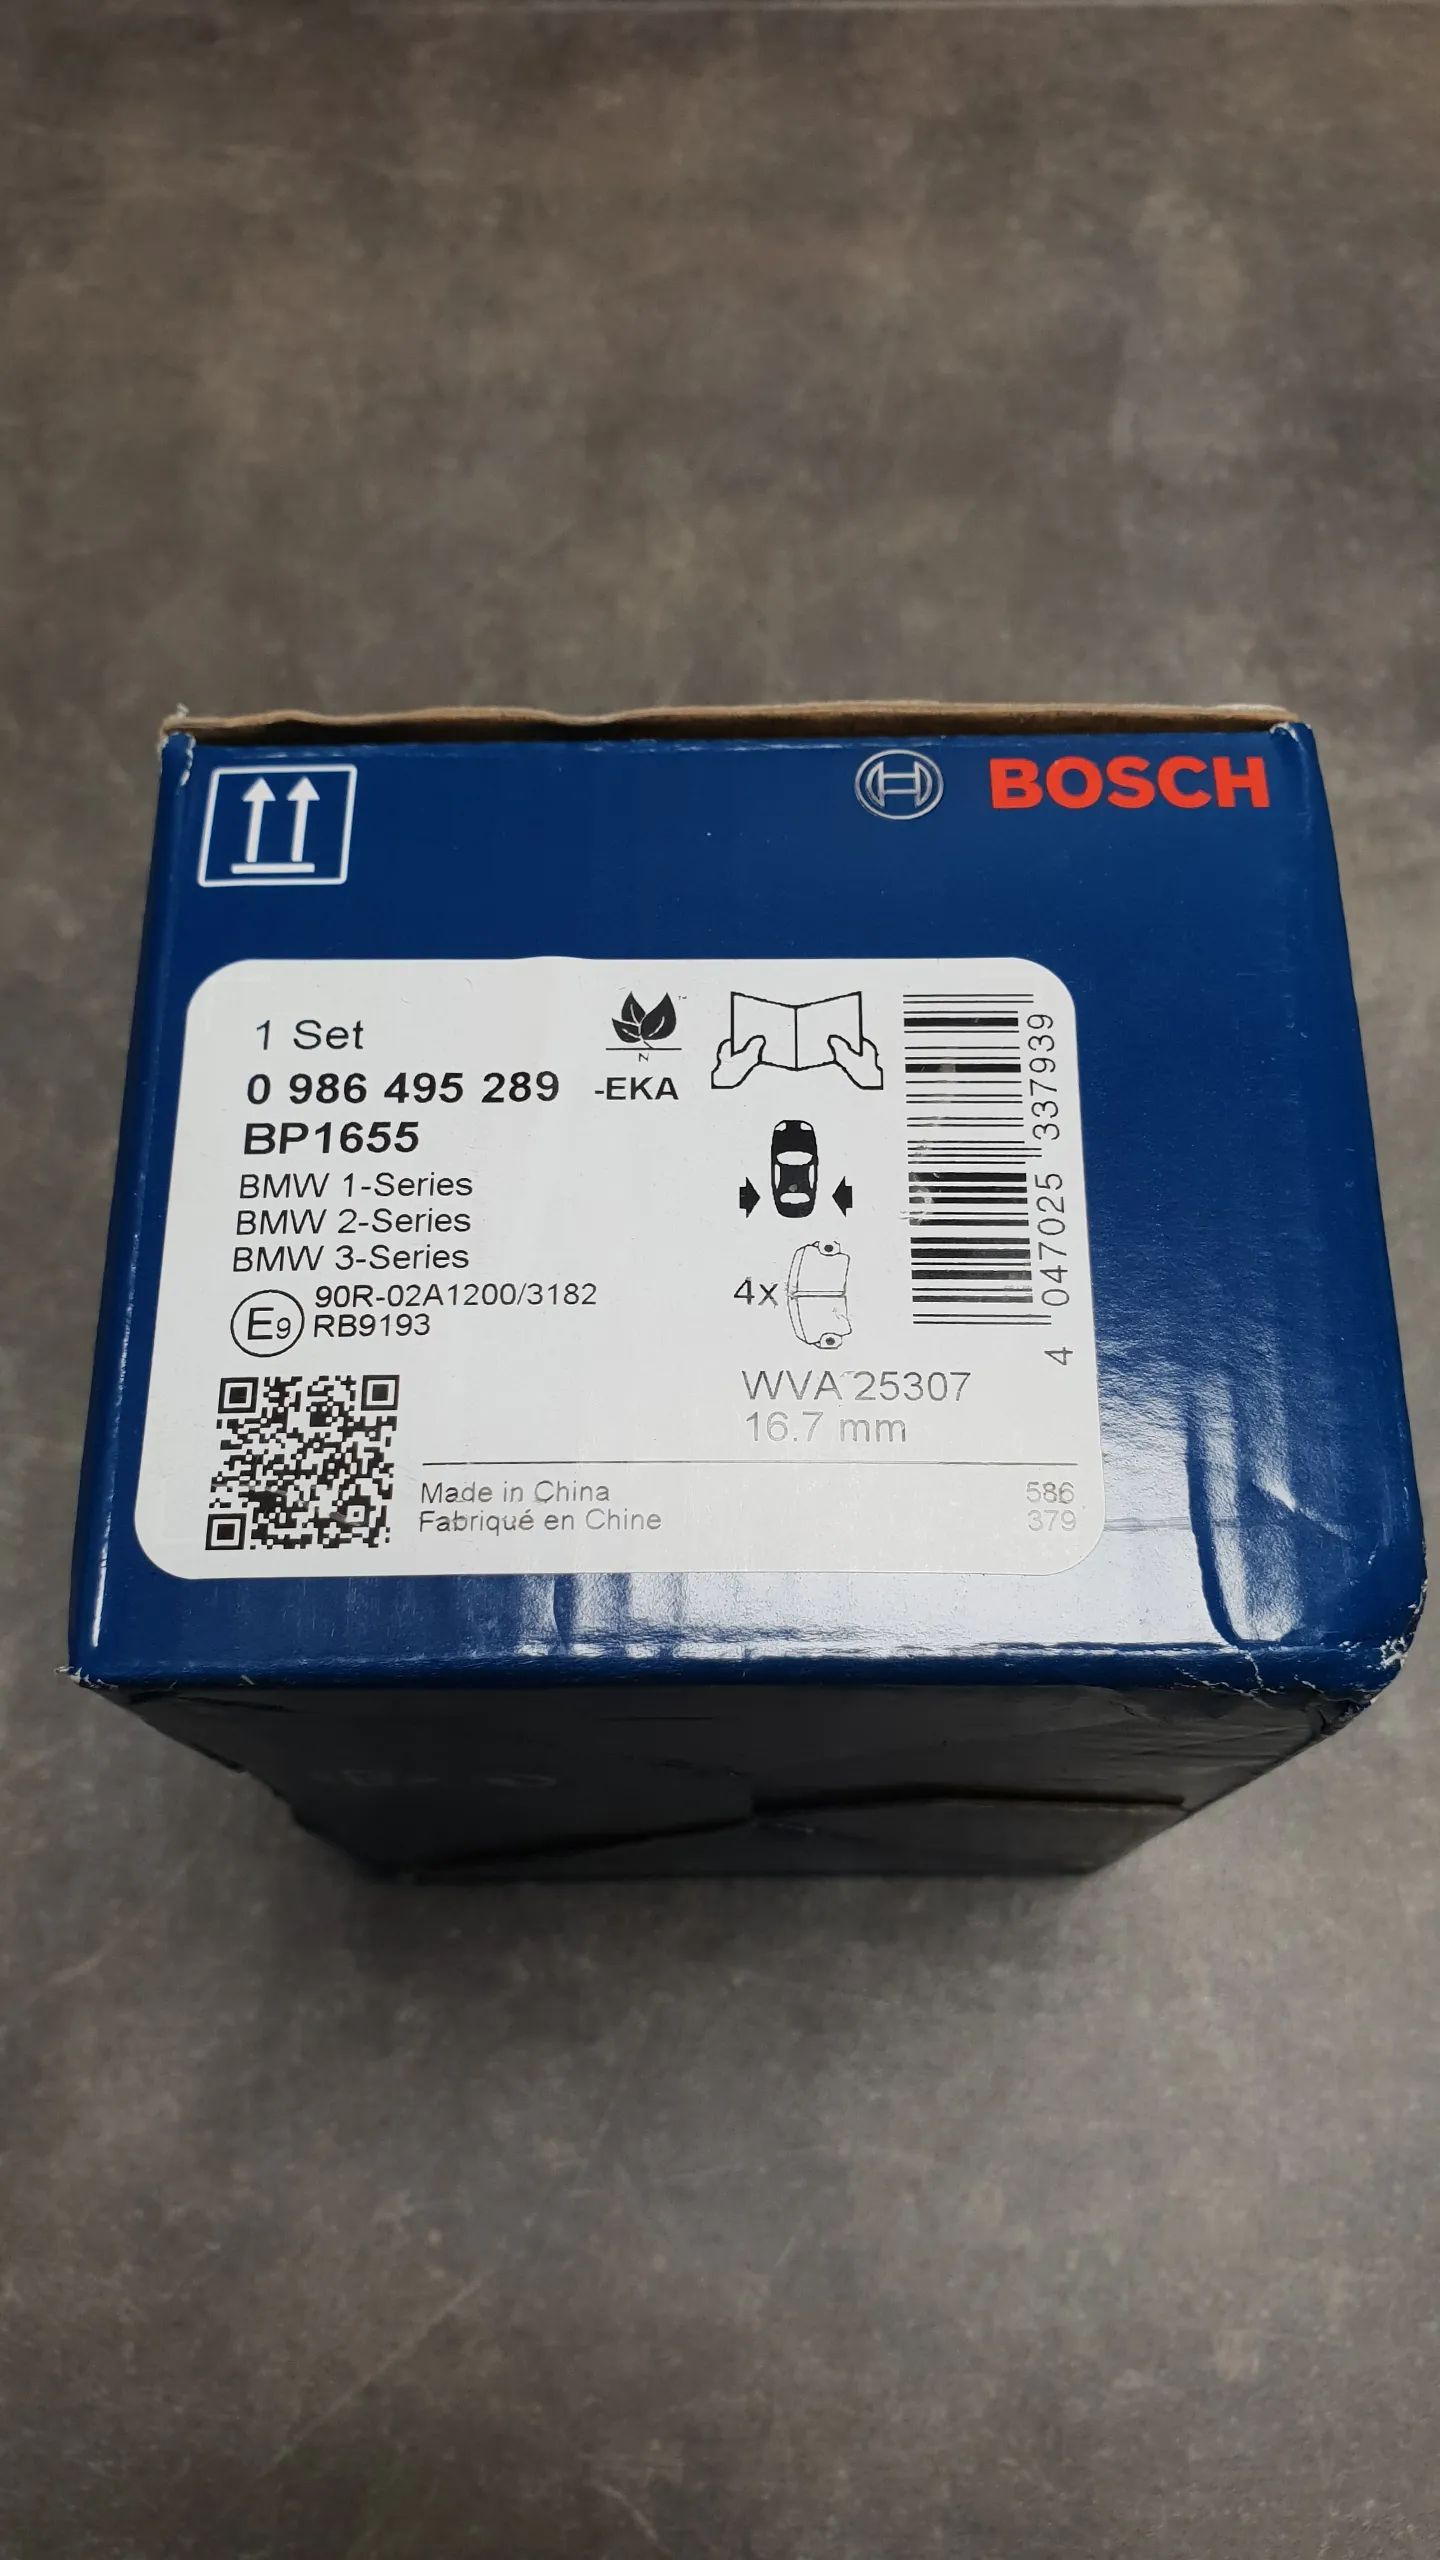 BOSCH
1 Set
0 986 495 289 -EKA
BP1655
BMW 1-Series
BMW 2-Series
BMW 3-Series
E9 90R-02A1200/3182
RB9193
N
4x
WVA 25307
16.7 mm
Made in China 586
Fabriqué en Chine 379
4 047025 337939